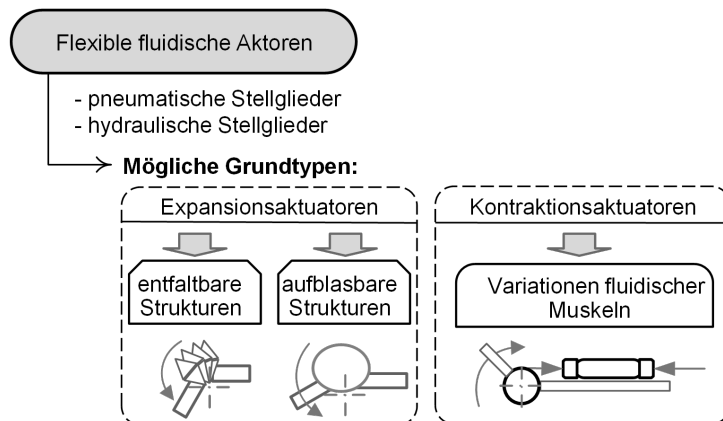 Flexible fluidische Aktoren
- pneumatische Stellglieder
- hydraulische Stellglieder
Mögliche Grundtypen:
Expansionsaktuatoren
entfaltbare
Strukturen
aufblasbare
Strukturen
Kontraktionsaktuatoren
Variationen fluidischer
Muskeln